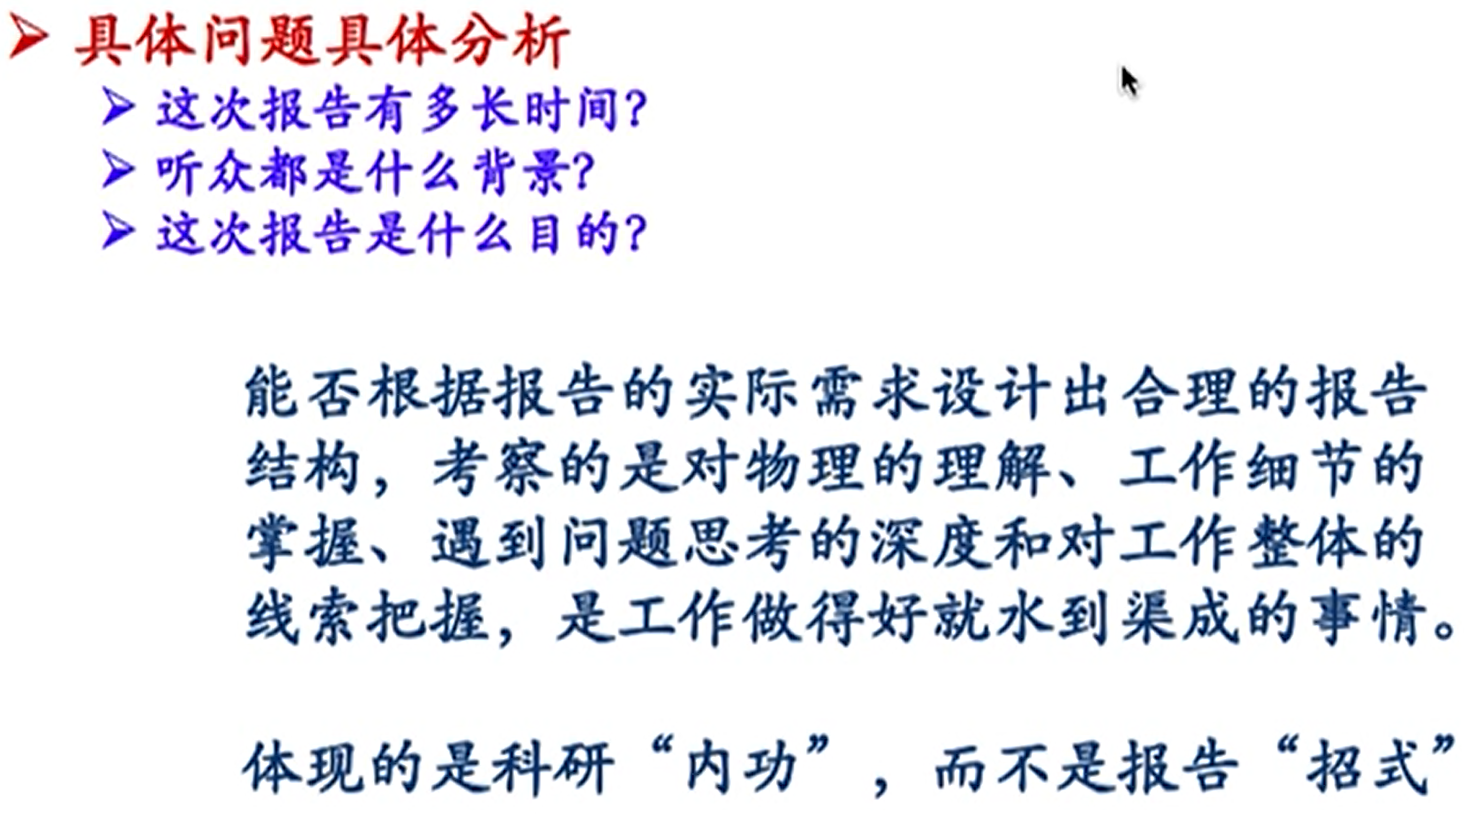 具体问题具体分析
这次报告有多长时间?
听众都是什么背景?
这次报告是什么目的?
能否根据报告的实际需求设计出合理的报告
结构，考察的是对物理的理解、工作细节的
掌握、遇到问题思考的深度和对工作整体的
线索把握，是工作做得好就水到渠成的事情。
体现的是科研“内功”，而不是报告“招式”